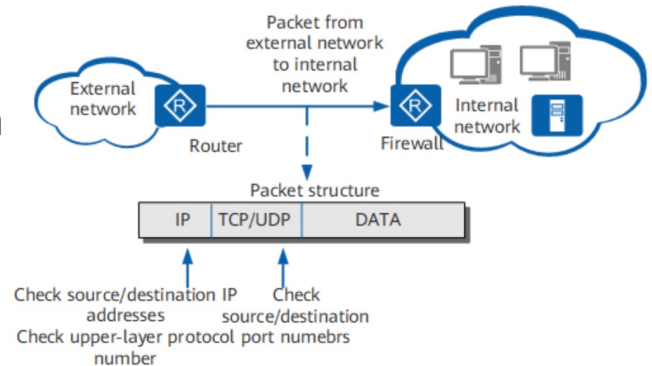 Packet from
external network
to internal
network
External
network
R
R
Internal
network
Router
Firewall
Packet structure
IP
TCP/UDP
DATA
Check source/destination IP
addresses
Check upper-layer protocol
number
Check
source/destination
port numebrs